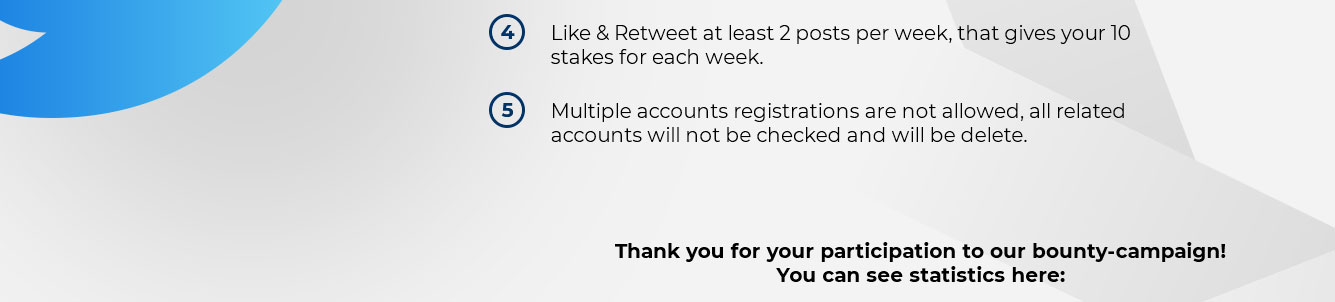 4 Like & Retweet at least 2 posts per week, that gives your 10
stakes for each week.
5 Multiple accounts registrations are not allowed, all related
accounts will not be checked and will be delete.
Thank you for your participation to our bounty-campaign!
You can see statistics here: